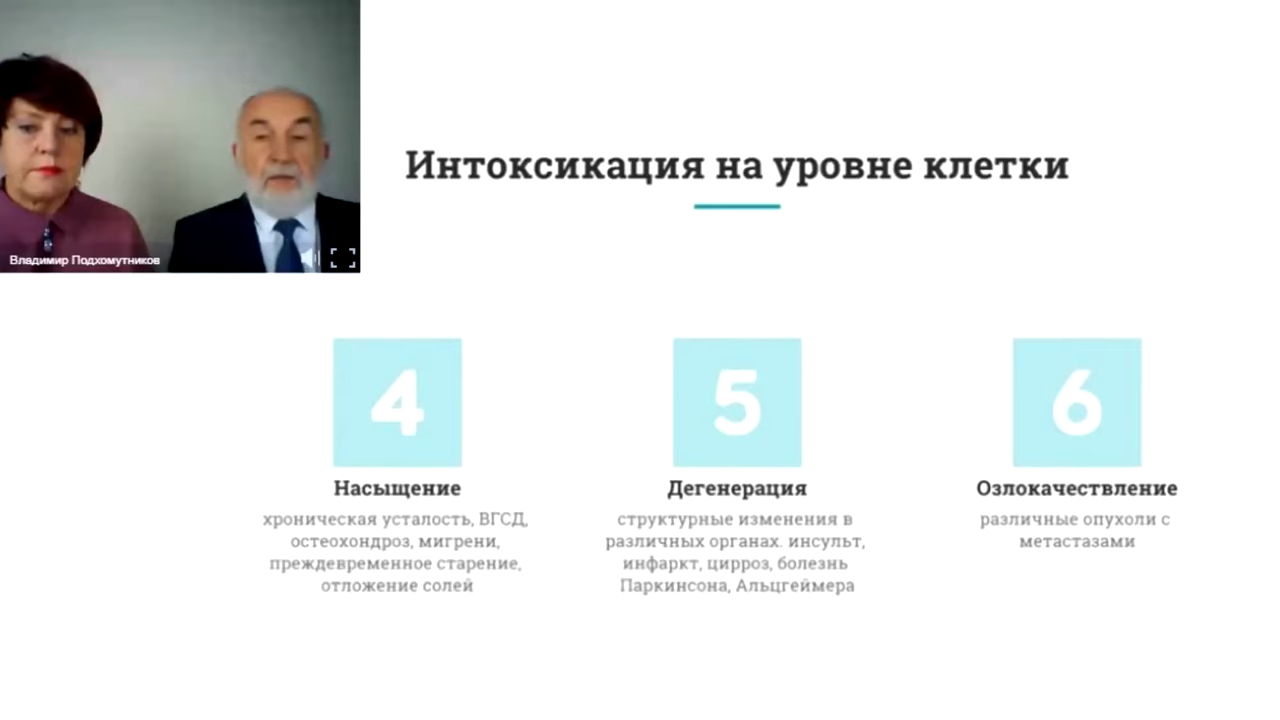 Владимир Подхомутников
Интоксикация на уровне клетки
4
Насыщение
хроническая усталость, ВГСД,
остеохондроз, мигрени,
преждевременное старение,
отложение солей
5
Дегенерация
структурные изменения в
различных органах. инсульт,
инфаркт, цирроз, болезнь
Паркинсона, Альцгеймера
6
Озлокачествление
различные опухоли с
метастазами